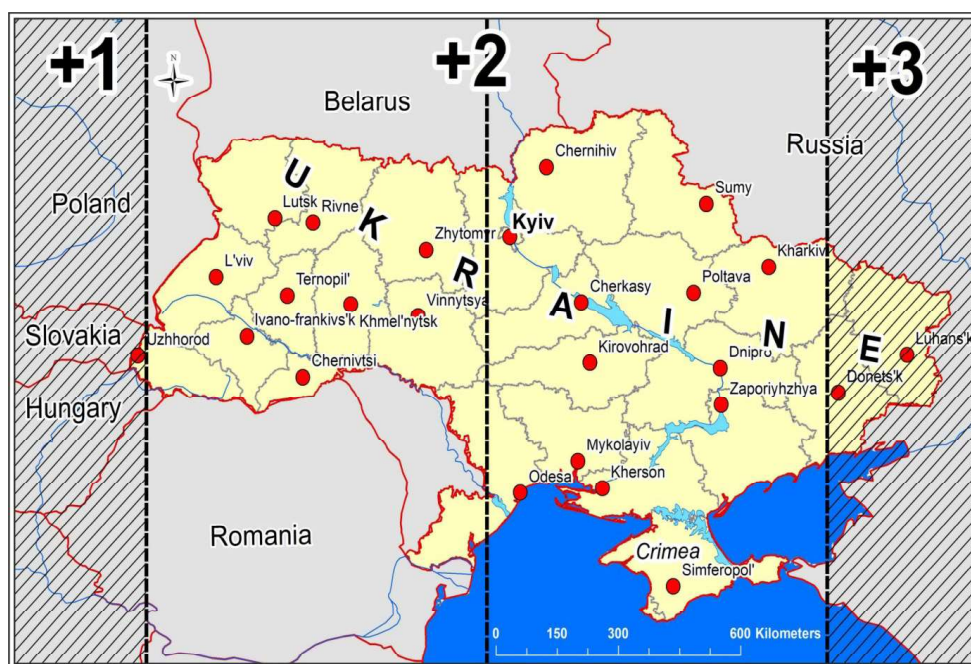 +1
+2
+3
N
Belarus
Russia
Poland
Slovakia
Hungary
Romania
U
K
R
A
I
N
E
Chernihiv
Sumy
Lutsk
Rivne
Kyiv
Zhytomyr
Kharkiv
L'viv
Ternopil'
Cherkasy
Poltava
Khmel'nytsk
Vinnytsya
Ivano-frankivs'k
Uzhhorod
Chernivtsi
Kirovohrad
Dnipro
Luhans'k
Donets'k
Zaporiyhzhya
Mykolayiv
Odesa
Kherson
Crimea
Simferopol'
0 150 300 600 Kilometers